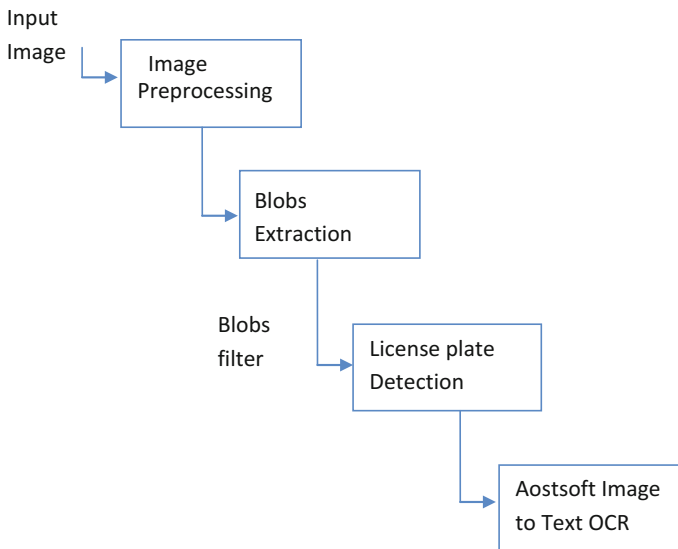 Input
Image
Image
Preprocessing
Blobs
Extraction
Blobs
filter
License plate
Detection
Aostsoft Image
to Text OCR